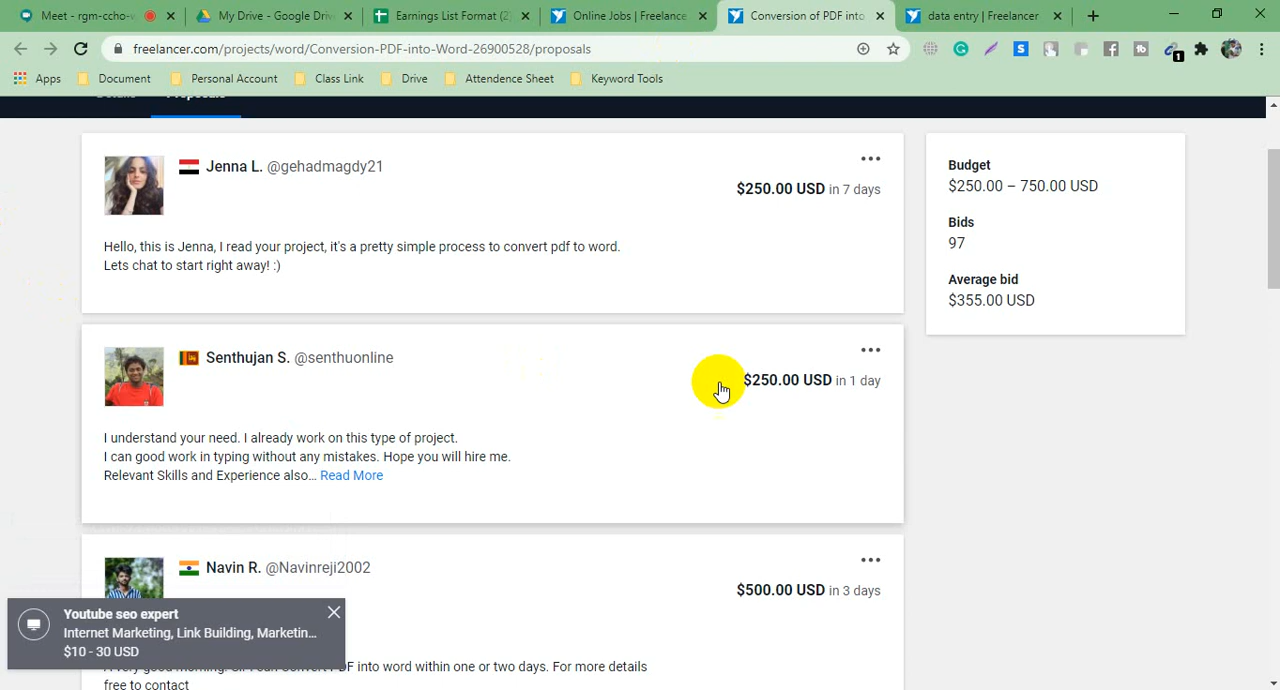 Meet - rgm-ccho-
My Drive - Google Driv
Earnings List Format (2
Online Jobs | Freelance
Conversion of PDF into
data entry | Freelancer
freelancer.com/projects/word/Conversion-PDF-into-Word-26900528/proposals
Apps
Document
Personal Account
Class Link
Drive
Attendence Sheet
Keyword Tools
Proposals
Jenna L. @gehadmagdy21
$250.00 USD in 7 days
Hello, this is Jenna, I read your project, it's a pretty simple process to convert pdf to word.
Lets chat to start right away! :)
Budget
$250.00 – 750.00 USD
Bids
97
Average bid
$355.00 USD
Senthujan S. @senthuonline
$250.00 USD in 1 day
I understand your need. I already work on this type of project.
I can good work in typing without any mistakes. Hope you will hire me.
Relevant Skills and Experience also... Read More
Navin R. @Navinreji2002
$500.00 USD in 3 days
PDF into word within one or two days. For more details
free to contact
Youtube seo expert
Internet Marketing, Link Building, Marketin...
$10 - 30 USD